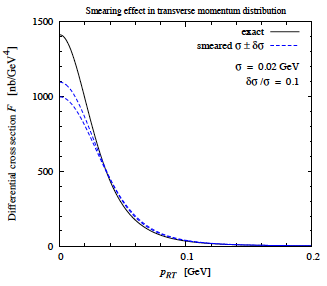 Smearing effect in transverse momentum distribution
1500
1000
500
0
0
0.1
0.2
exact
smeared σ ± δσ
σ = 0.02 GeV
δσ /σ = 0.1
Differential cross section F [nb/GeV⁴]
pRT [GeV]